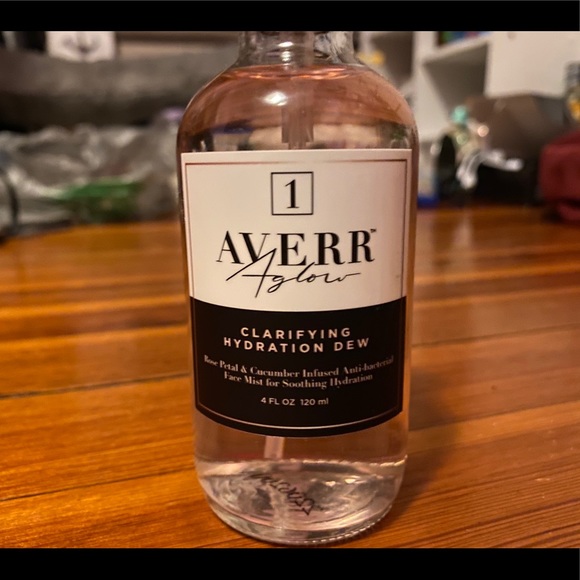 1
AVERR™
Aglow
CLARIFYING
HYDRATION DEW
Rose Petal & Cucumber Infused Anti-bacterial
Face Mist for Soothing Hydration
4 FL OZ 120 ml